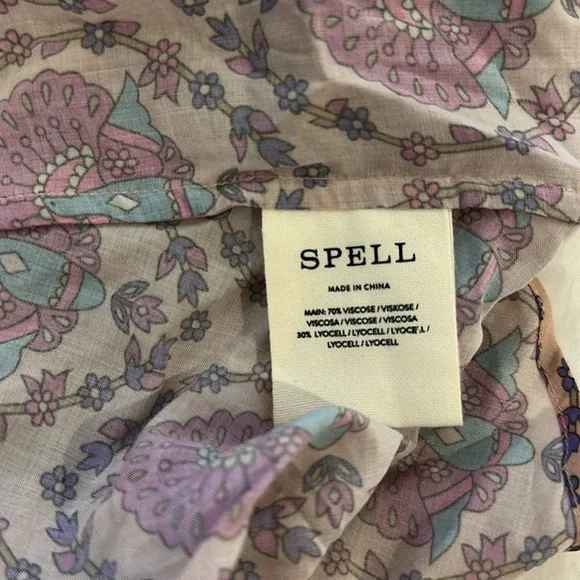 SPELL
MADE IN CHINA
MAIN: 70% VISCOSE / VISKOSE /
VISCOSA / VISCOSE / VISCOSA
30% LYOCELL / LYOCELL / LYOCELL /
LYOCELL / LYOCELL